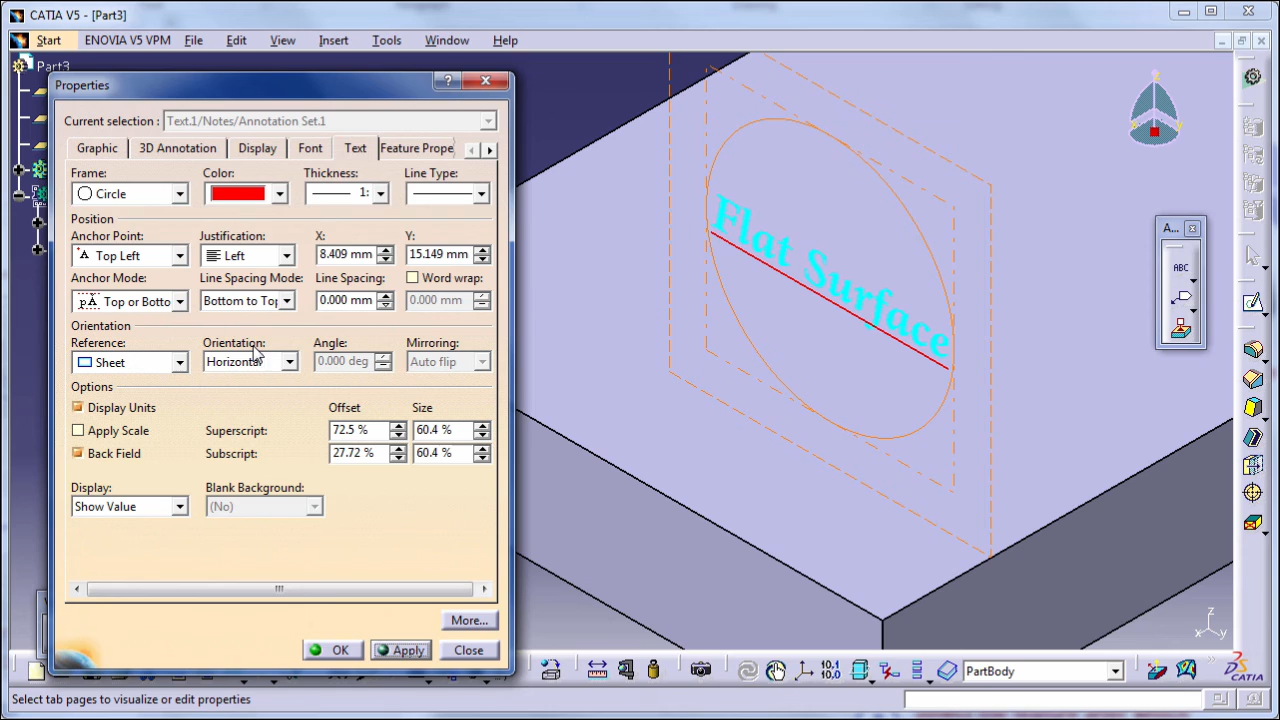 CATIA V5 - [Part3]
Start ENOVIA V5 VPM File Edit View Insert Tools Window Help
Part3
Properties
Current selection : Text.1/Notes/Annotation Set.1
Graphic 3D Annotation Display Font Text Feature Prope
Frame: Color: Thickness: Line Type:
Circle 1:
Position
Anchor Point: Justification: X: Y:
Top Left Left 8.409 mm 15.149 mm
Anchor Mode: Line Spacing Mode: Line Spacing: Word wrap:
Top or Botto Bottom to Top 0.000 mm 0.000 mm
Orientation
Reference: Orientation: Angle: Mirroring:
Sheet Horizontal 0.000 deg Auto flip
Options
Display Units Offset Size
Apply Scale Superscript: 72.5 % 60.4 %
Back Field Subscript: 27.72 % 60.4 %
Display: Blank Background:
Show Value (No)
More...
OK Apply Close
Flat Surface
A...
ABC
z
x y
PartBody
CATIA
Select tab pages to visualize or edit properties